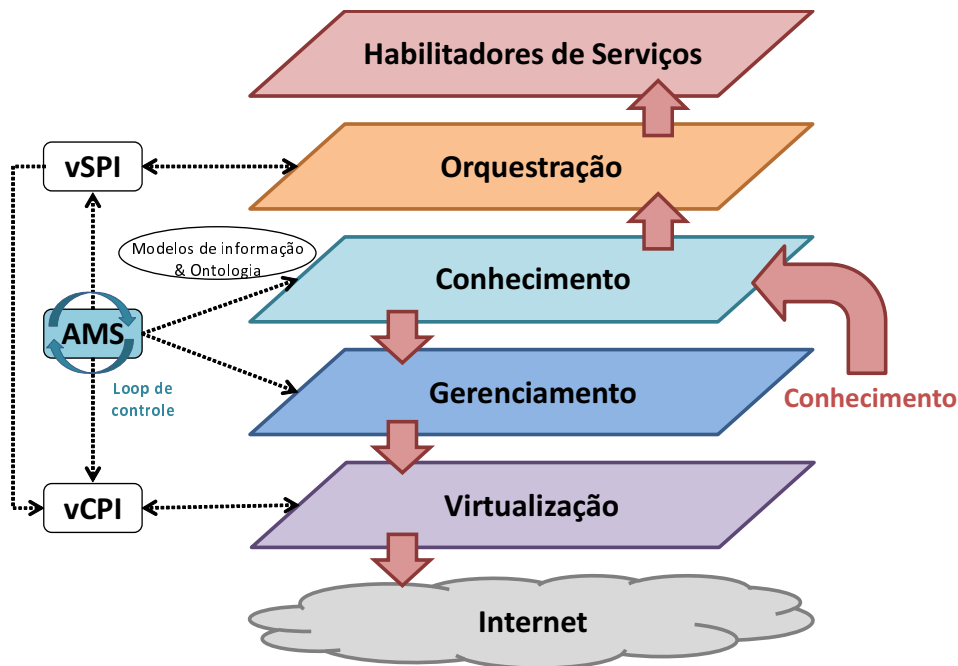 Habilitadores de Serviços
vSPI
Orquestração
Modelos de informação
& Ontologia
Conhecimento
AMS
Loop de
controle
Gerenciamento
Conhecimento
vCPI
Virtualização
Internet